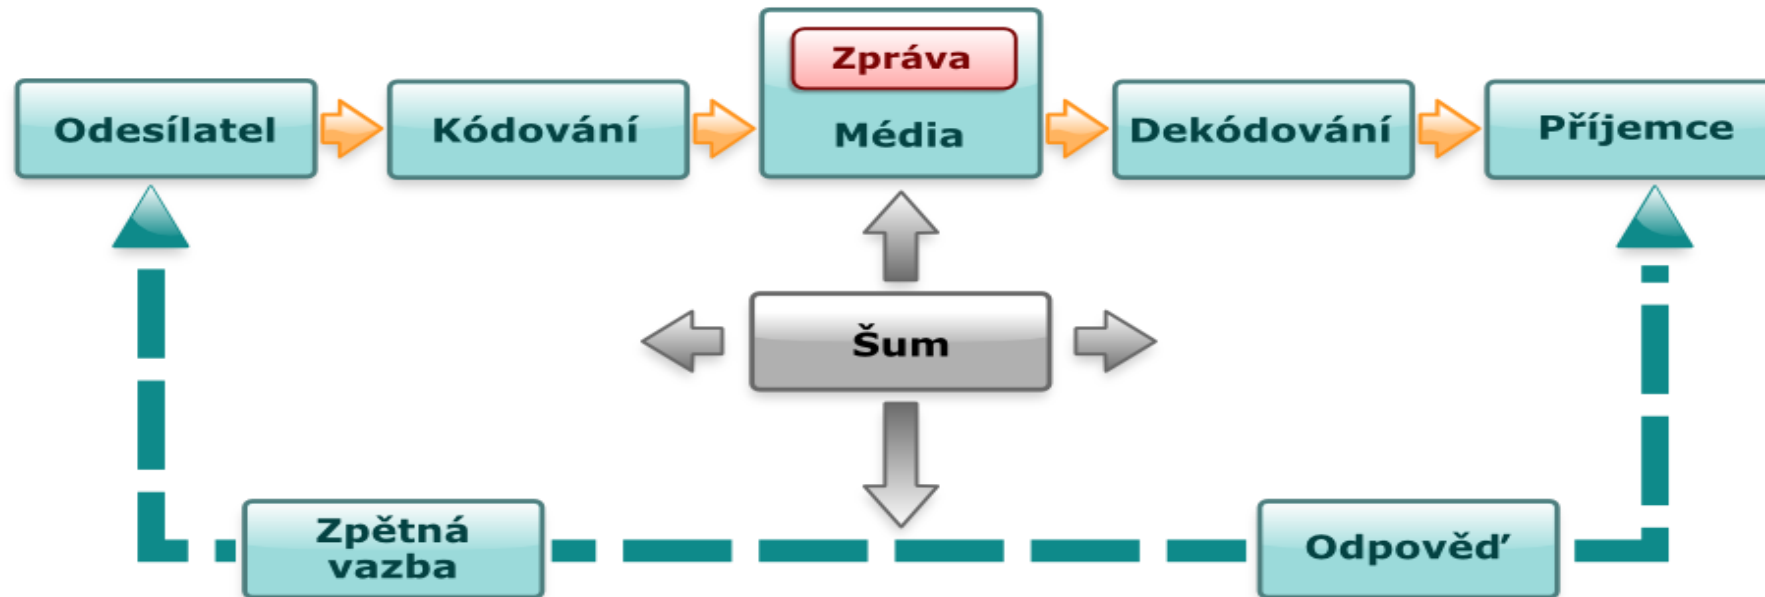 Odesílatel
Kódování
Zpráva
Média
Dekódování
Příjemce
Šum
Zpětná
vazba
Odpověď